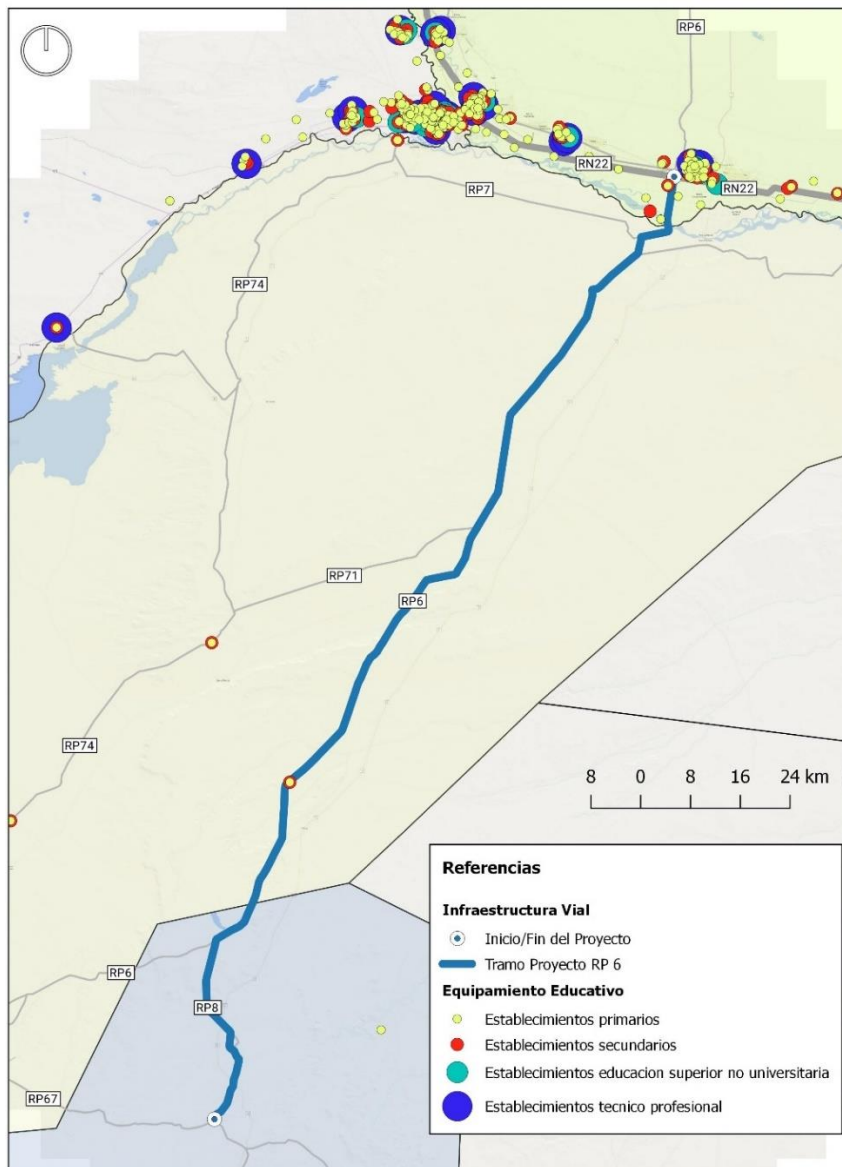 RP6
RN22
RN22
RP7
RP74
RP71
RP6
RP74
8 0 8 16 24 km
RP6
RP8
RP67
Referencias
Infraestructura Vial
Inicio/Fin del Proyecto
Tramo Proyecto RP 6
Equipamiento Educativo
Establecimientos primarios
Establecimientos secundarios
Establecimientos educacion superior no universitaria
Establecimientos tecnico profesional